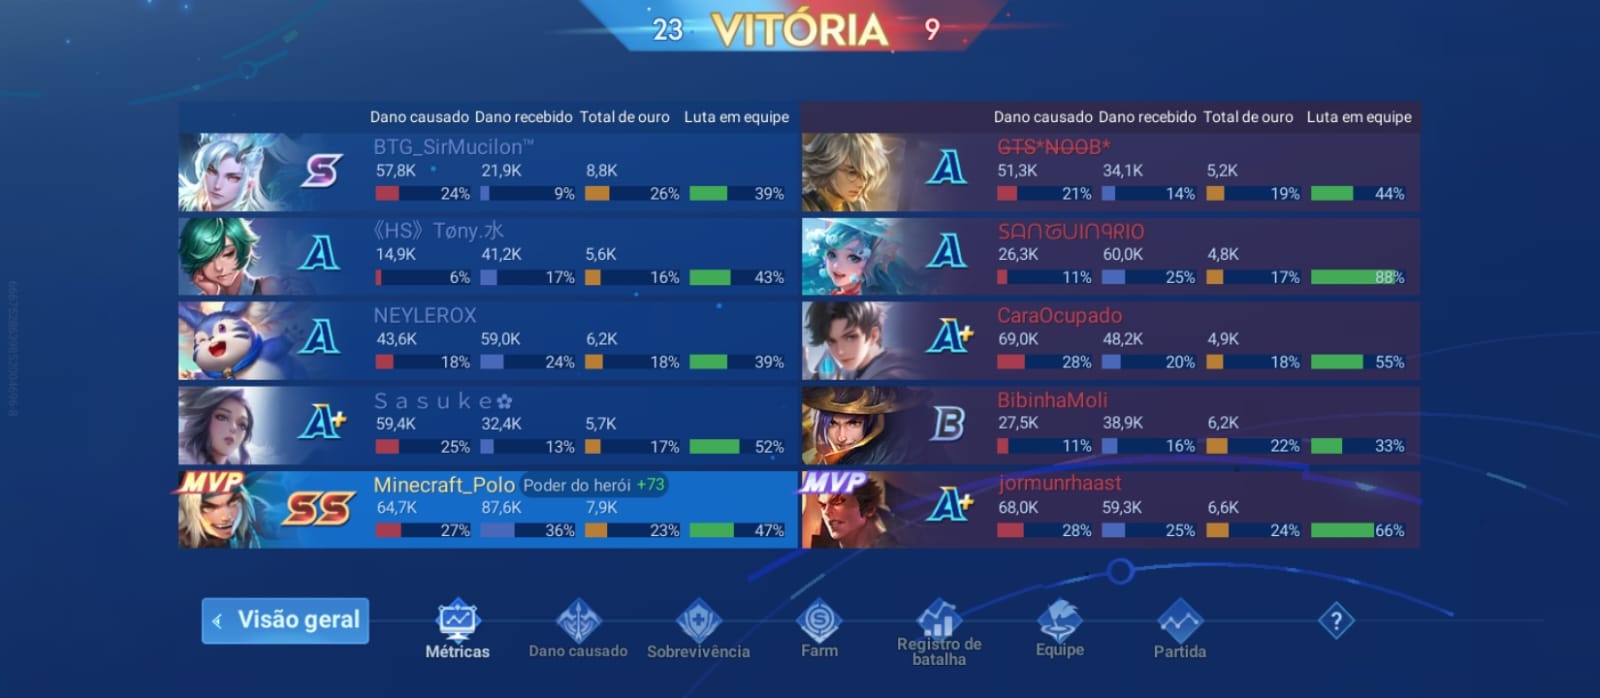 23 VITÓRIA 9
Dano causado Dano recebido Total de ouro Luta em equipe
BTG_SirMucilon™
S
57,8K 21,9K 8,8K
24% 9% 26% 39%
《HS》Tøny.水
A
14,9K 41,2K 5,6K
6% 17% 16% 43%
NEYLEROX
A
43,6K 59,0K 6,2K
18% 24% 18% 39%
Ｓａｓｕｋｅ✿
A+
59,4K 32,4K 5,7K
25% 13% 17% 52%
MVP
Minecraft_Polo Poder do herói +73
SS
64,7K 87,6K 7,9K
27% 36% 23% 47%
Dano causado Dano recebido Total de ouro Luta em equipe
GTS*NOOB*
A
51,3K 34,1K 5,2K
21% 14% 19% 44%
A
26,3K 60,0K 4,8K
11% 25% 17% 88%
CaraOcupado
A+
69,0K 48,2K 4,9K
28% 20% 18% 55%
BibinhaMoli
B
27,5K 38,9K 6,2K
11% 16% 22% 33%
MVP
jormunrhaast
A+
68,0K 59,3K 6,6K
28% 25% 24% 66%
Visão geral
Métricas
Dano causado
Sobrevivência
Farm
Registro de
batalha
Equipe
Partida
?